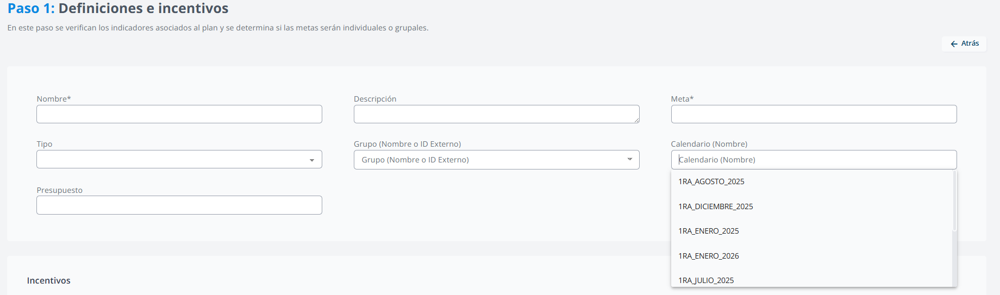 Paso 1: Definiciones e incentivos
En este paso se verifican los indicadores asociados al plan y se determina si las metas serán individuales o grupales.
← Atrás
Nombre*
Descripción
Meta*
Tipo
Grupo (Nombre o ID Externo)
Calendario (Nombre)
Grupo (Nombre o ID Externo)
Calendario (Nombre)
1RA_AGOSTO_2025
1RA_DICIEMBRE_2025
1RA_ENERO_2025
1RA_ENERO_2026
1RA_JULIO_2025
Presupuesto
Incentivos